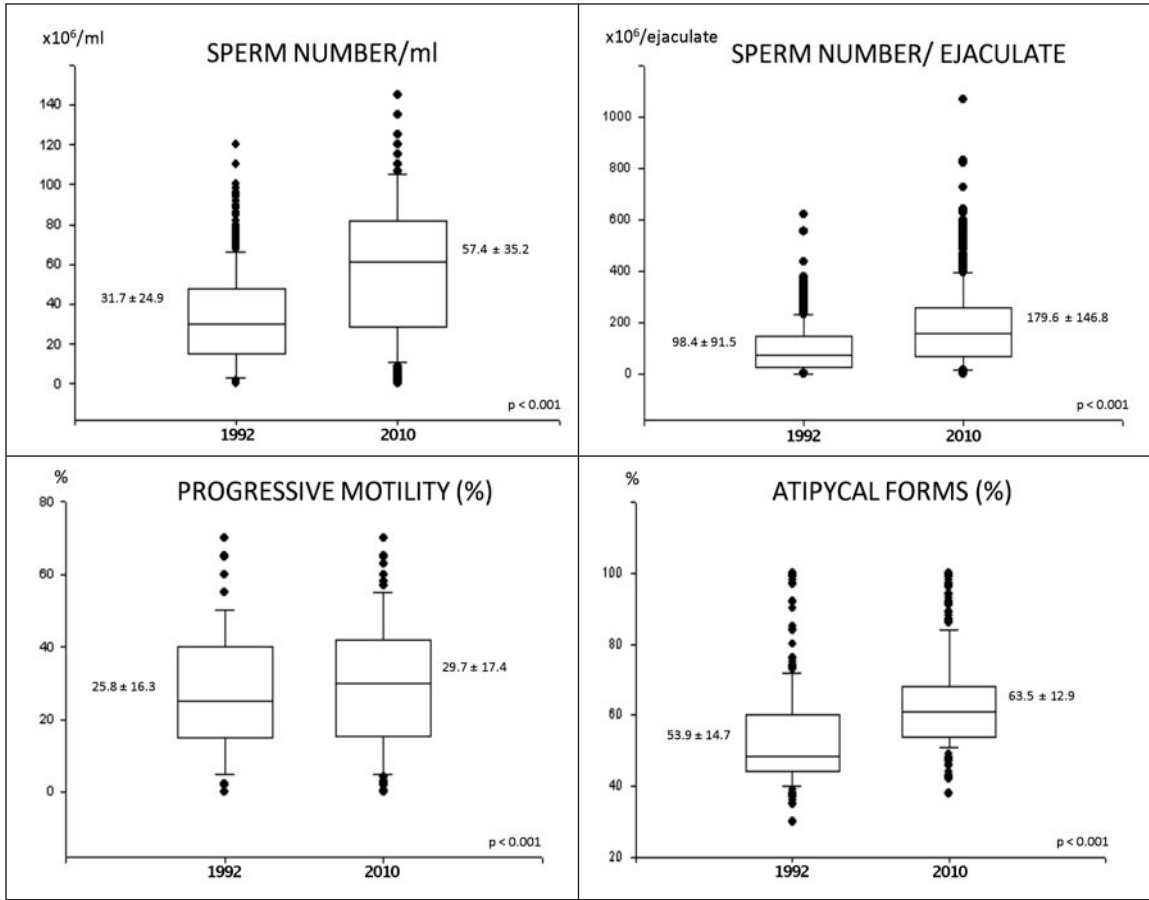 x10⁶/ml
SPERM NUMBER/ml
140
120
100
80
60
40
20
0
31.7 ± 24.9
57.4 ± 35.2
p < 0.001
1992
2010
x10⁶/ejaculate
SPERM NUMBER/ EJACULATE
1000
800
600
400
200
0
98.4 ± 91.5
179.6 ± 146.8
p < 0.001
1992
2010
%
PROGRESSIVE MOTILITY (%)
80
60
40
20
0
25.8 ± 16.3
29.7 ± 17.4
p < 0.001
1992
2010
%
ATIPYCAL FORMS (%)
100
80
60
40
20
53.9 ± 14.7
63.5 ± 12.9
p < 0.001
1992
2010